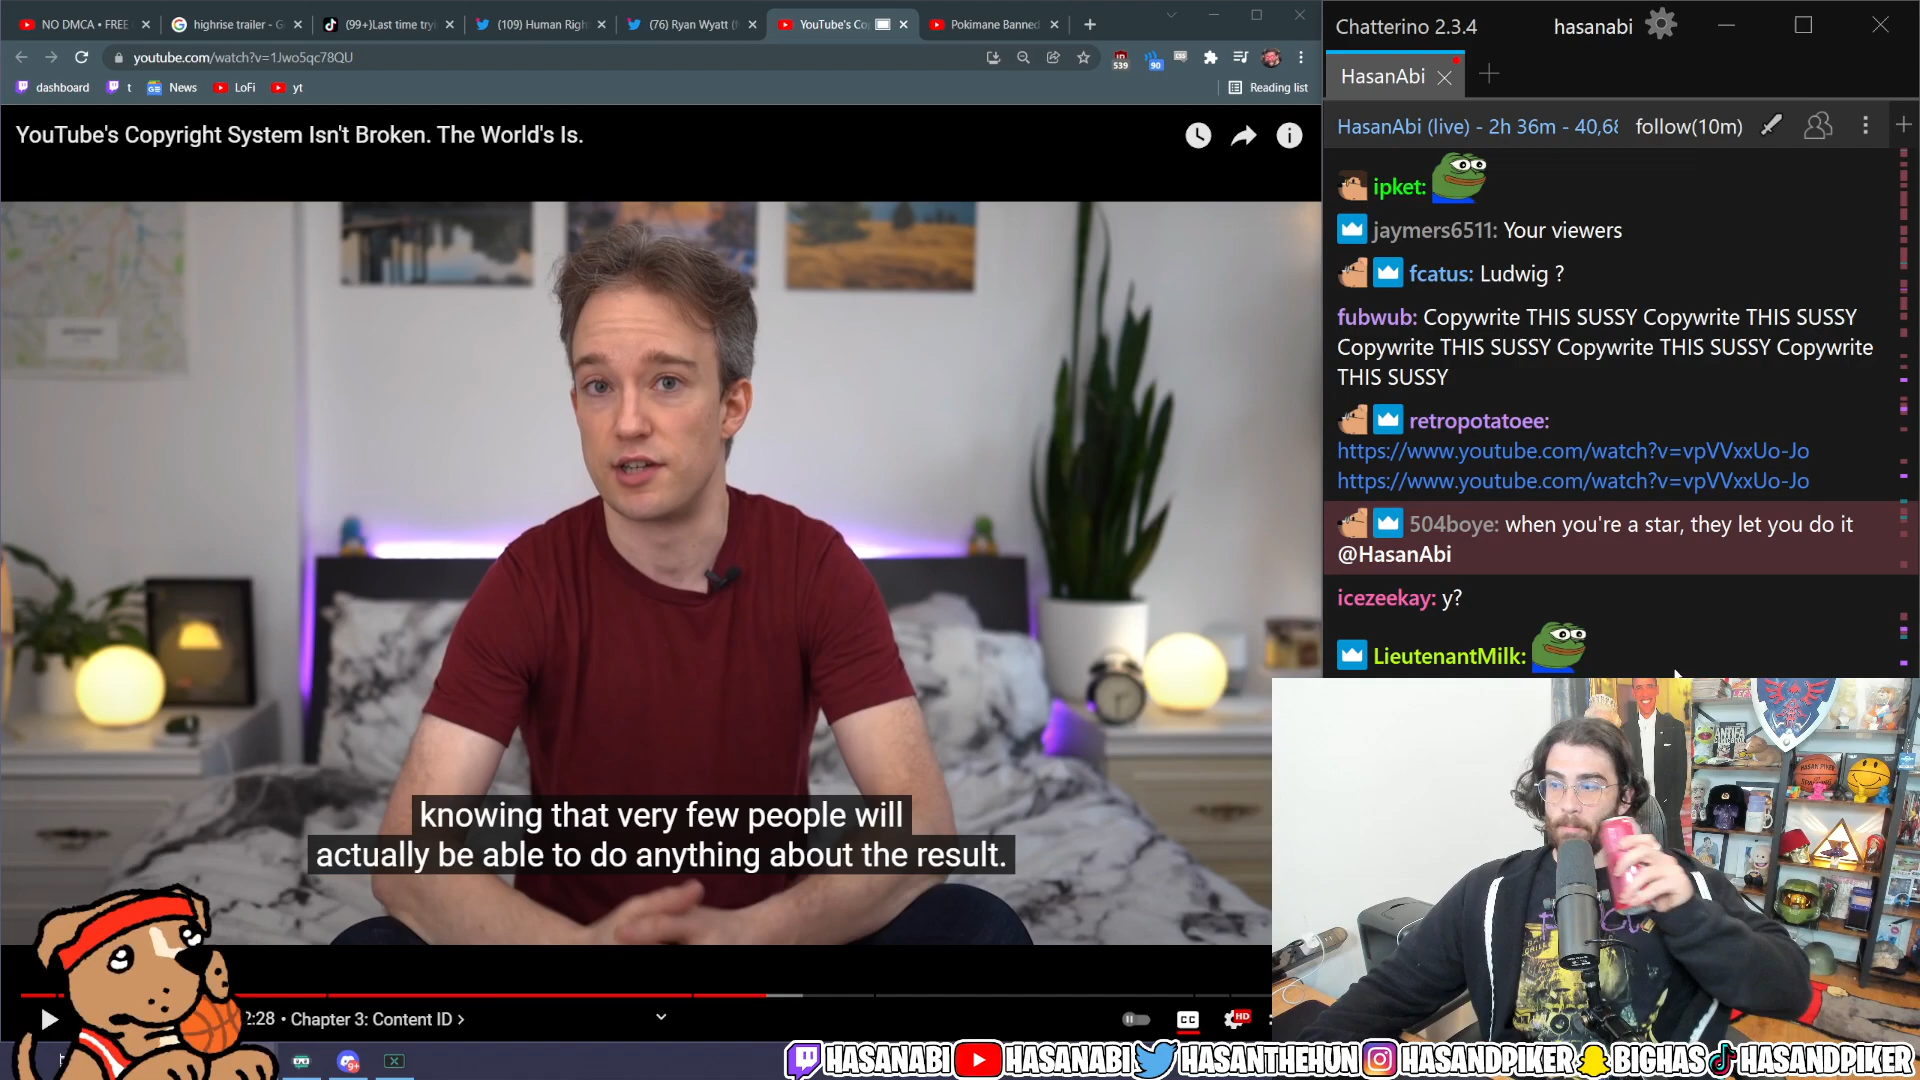 NO DMCA • FREE
highrise trailer - G
(99+)Last time tryi
(109) Human Righ
(76) Ryan Wyatt (
YouTube's Co
Pokimane Banned
youtube.com/watch?v=1Jwo5qc78QU
539
90
dashboard
t
News
LoFi
yt
Reading list
YouTube's Copyright System Isn't Broken. The World's Is.
knowing that very few people will
actually be able to do anything about the result.
2:28 • Chapter 3: Content ID >
CC
HD
Chatterino 2.3.4
hasanabi
HasanAbi
HasanAbi (live) - 2h 36m - 40,68
follow(10m)
ipket:
jaymers6511: Your viewers
fcatus: Ludwig ?
fubwub: Copywrite THIS SUSSY Copywrite THIS SUSSY
Copywrite THIS SUSSY Copywrite THIS SUSSY Copywrite
THIS SUSSY
retropotatoee:
https://www.youtube.com/watch?v=vpVVxxUo-Jo
https://www.youtube.com/watch?v=vpVVxxUo-Jo
504boye: when you're a star, they let you do it
@HasanAbi
icezeekay: y?
LieutenantMilk:
HASANABI HASANABI HASANTHEHUN HASANDPIKER BIGHAS HASANDPIKER